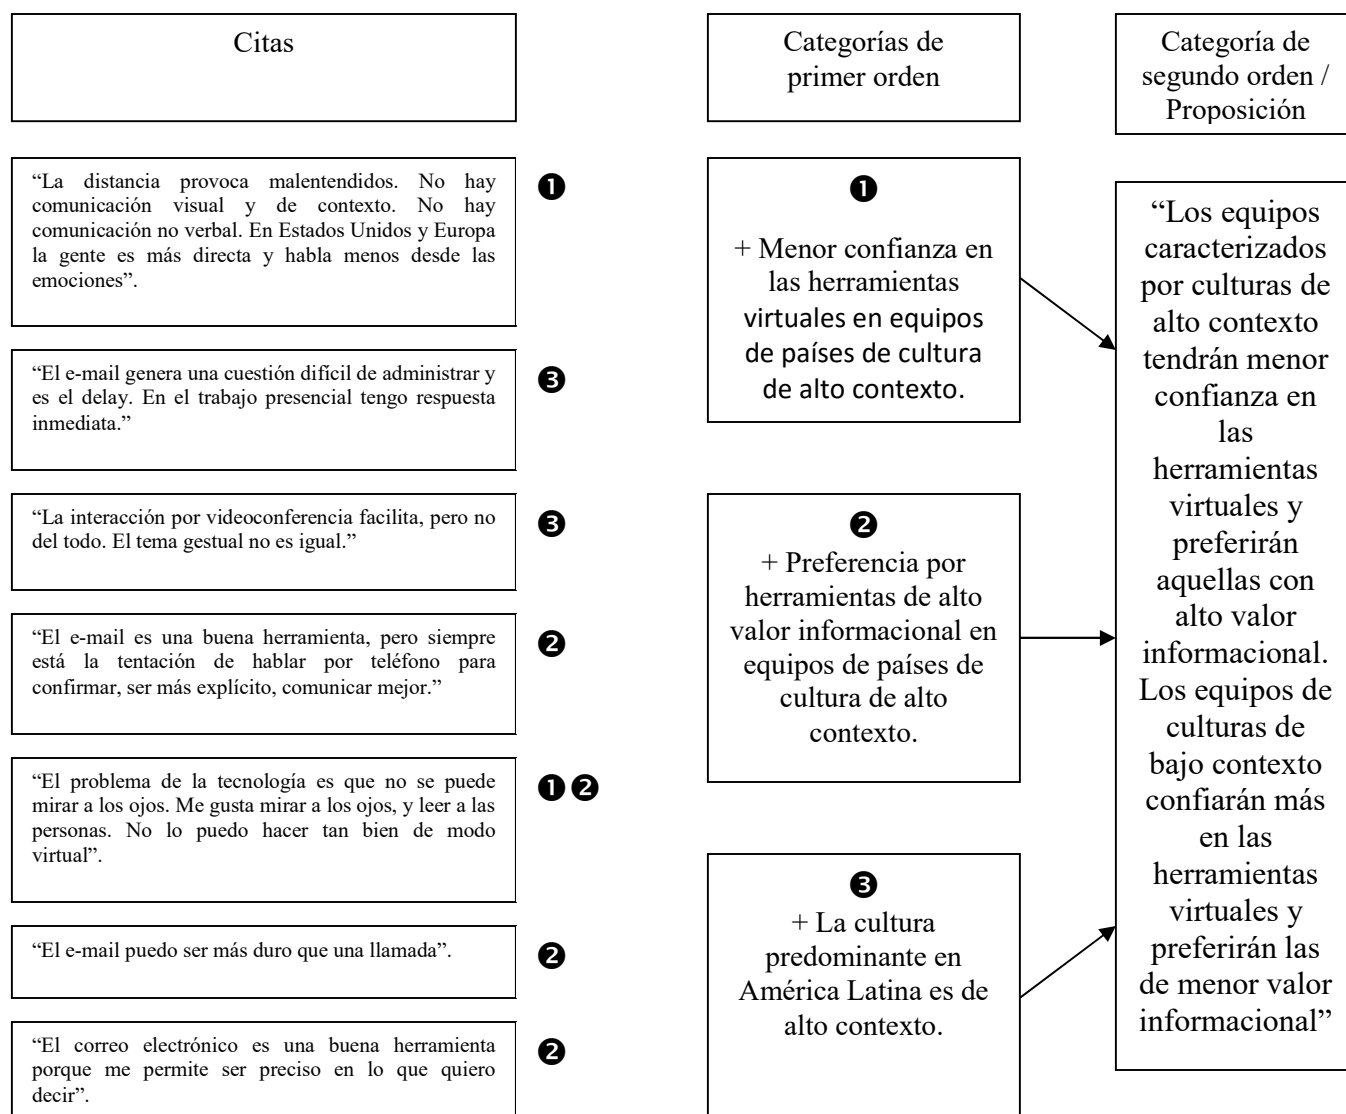 Citas
Categorías de
primer orden
Categoría de
segundo orden /
Proposición
“La distancia provoca malentendidos. No hay
comunicación visual y de contexto. No hay
comunicación no verbal. En Estados Unidos y Europa
la gente es más directa y habla menos desde las
emociones”.
❶
“El e-mail genera una cuestión difícil de administrar y
es el delay. En el trabajo presencial tengo respuesta
inmediata.”
❸
“La interacción por videoconferencia facilita, pero no
del todo. El tema gestual no es igual.”
❸
“El e-mail es una buena herramienta, pero siempre
está la tentación de hablar por teléfono para
confirmar, ser más explícito, comunicar mejor.”
❷
“El problema de la tecnología es que no se puede
mirar a los ojos. Me gusta mirar a los ojos, y leer a las
personas. No lo puedo hacer tan bien de modo
virtual”.
❶ ❷
“El e-mail puedo ser más duro que una llamada”.
❷
“El correo electrónico es una buena herramienta
porque me permite ser preciso en lo que quiero
decir”.
❷
❶
+ Menor confianza en
las herramientas
virtuales en equipos
de países de cultura
de alto contexto.
❷
+ Preferencia por
herramientas de alto
valor informacional en
equipos de países de
cultura de alto
contexto.
❸
+ La cultura
predominante en
América Latina es de
alto contexto.
“Los equipos
caracterizados
por culturas de
alto contexto
tendrán menor
confianza en
las
herramientas
virtuales y
preferirán
aquellas con
alto valor
informacional.
Los equipos de
culturas de
bajo contexto
confiarán más
en las
herramientas
virtuales y
preferirán las
de menor valor
informacional”